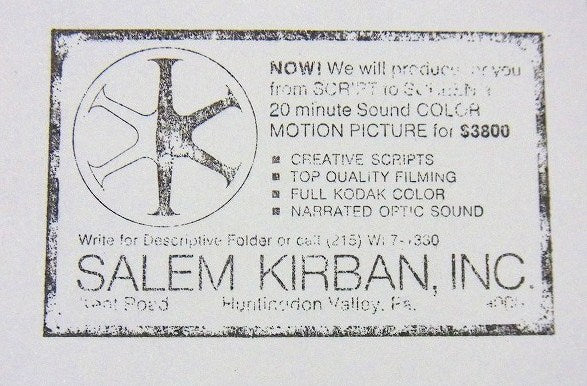 NOW! We will produce for you
from SCRIPT to SCREEN a
20 minute Sound COLOR
MOTION PICTURE for $3800
CREATIVE SCRIPTS
TOP QUALITY FILMING
FULL KODAK COLOR
NARRATED OPTIC SOUND
Write for Descriptive Folder or call (215)
SALEM KIRBAN, INC.
Kent Road Huntingdon Valley, Pa.